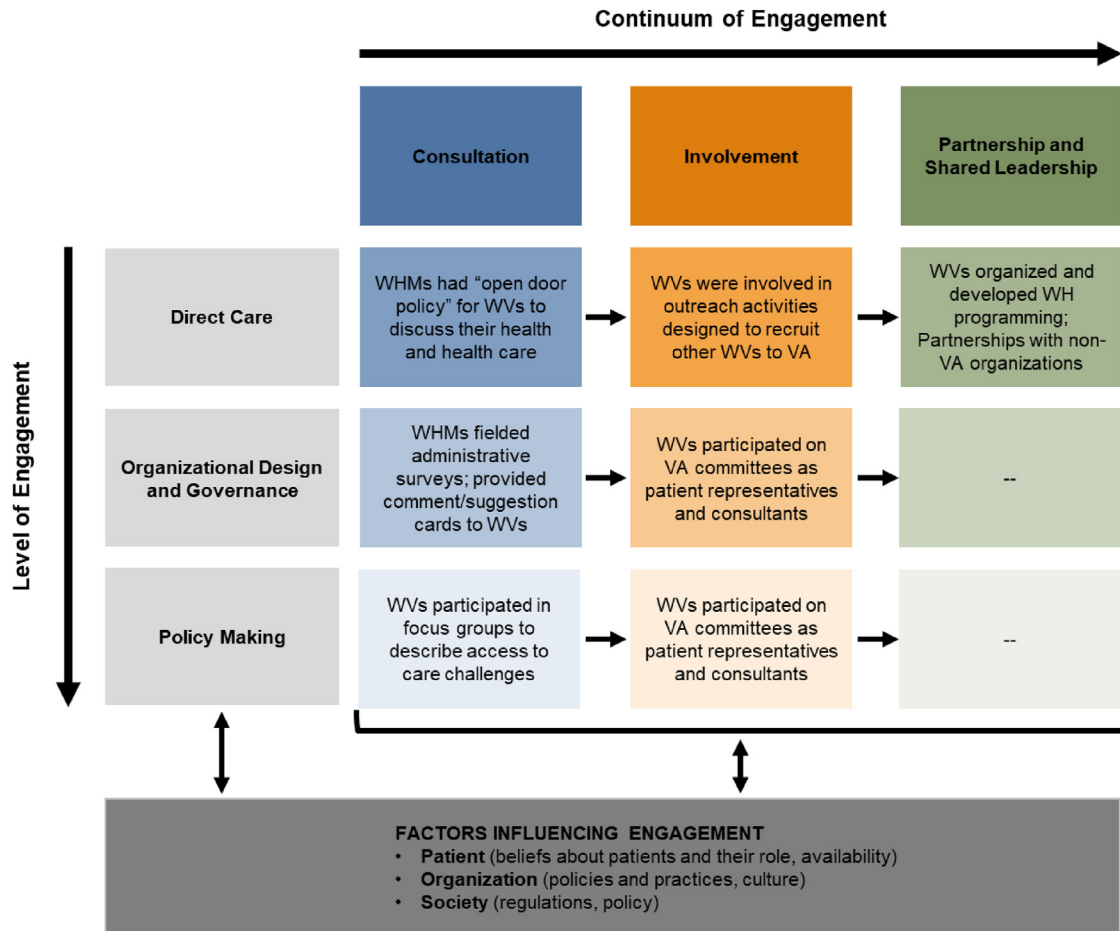 Continuum of Engagement
Consultation
Involvement
Partnership and
Shared Leadership
Level of Engagement
Direct Care
WHMs had “open door
policy” for WVs to
discuss their health
and health care
WVs were involved in
outreach activities
designed to recruit
other WVs to VA
WVs organized and
developed WH
programming;
Partnerships with non-
VA organizations
Organizational Design
and Governance
WHMs fielded
administrative
surveys; provided
comment/suggestion
cards to WVs
WVs participated on
VA committees as
patient representatives
and consultants
--
Policy Making
WVs participated in
focus groups to
describe access to
care challenges
WVs participated on
VA committees as
patient representatives
and consultants
--
FACTORS INFLUENCING ENGAGEMENT
• Patient (beliefs about patients and their role, availability)
• Organization (policies and practices, culture)
• Society (regulations, policy)